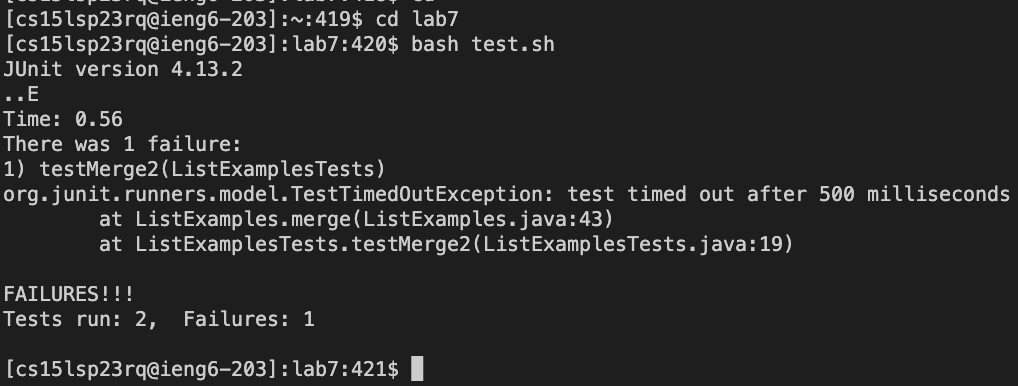 [cs15lsp23rq@ieng6-203]:~:419$ cd lab7
[cs15lsp23rq@ieng6-203]:lab7:420$ bash test.sh
JUnit version 4.13.2
..E
Time: 0.56
There was 1 failure:
1) testMerge2(ListExamplesTests)
org.junit.runners.model.TestTimedOutException: test timed out after 500 milliseconds
        at ListExamples.merge(ListExamples.java:43)
        at ListExamplesTests.testMerge2(ListExamplesTests.java:19)
FAILURES!!!
Tests run: 2,  Failures: 1
[cs15lsp23rq@ieng6-203]:lab7:421$